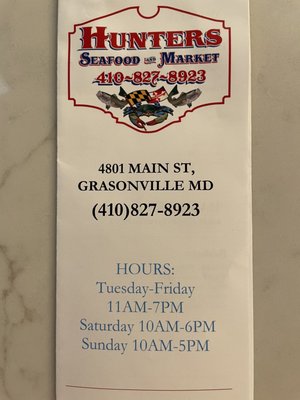 HUNTERS
SEAFOOD AND MARKET
410-827-8923
4801 MAIN ST,
GRASONVILLE MD
(410)827-8923
HOURS:
Tuesday-Friday
11AM-7PM
Saturday 10AM-6PM
Sunday 10AM-5PM